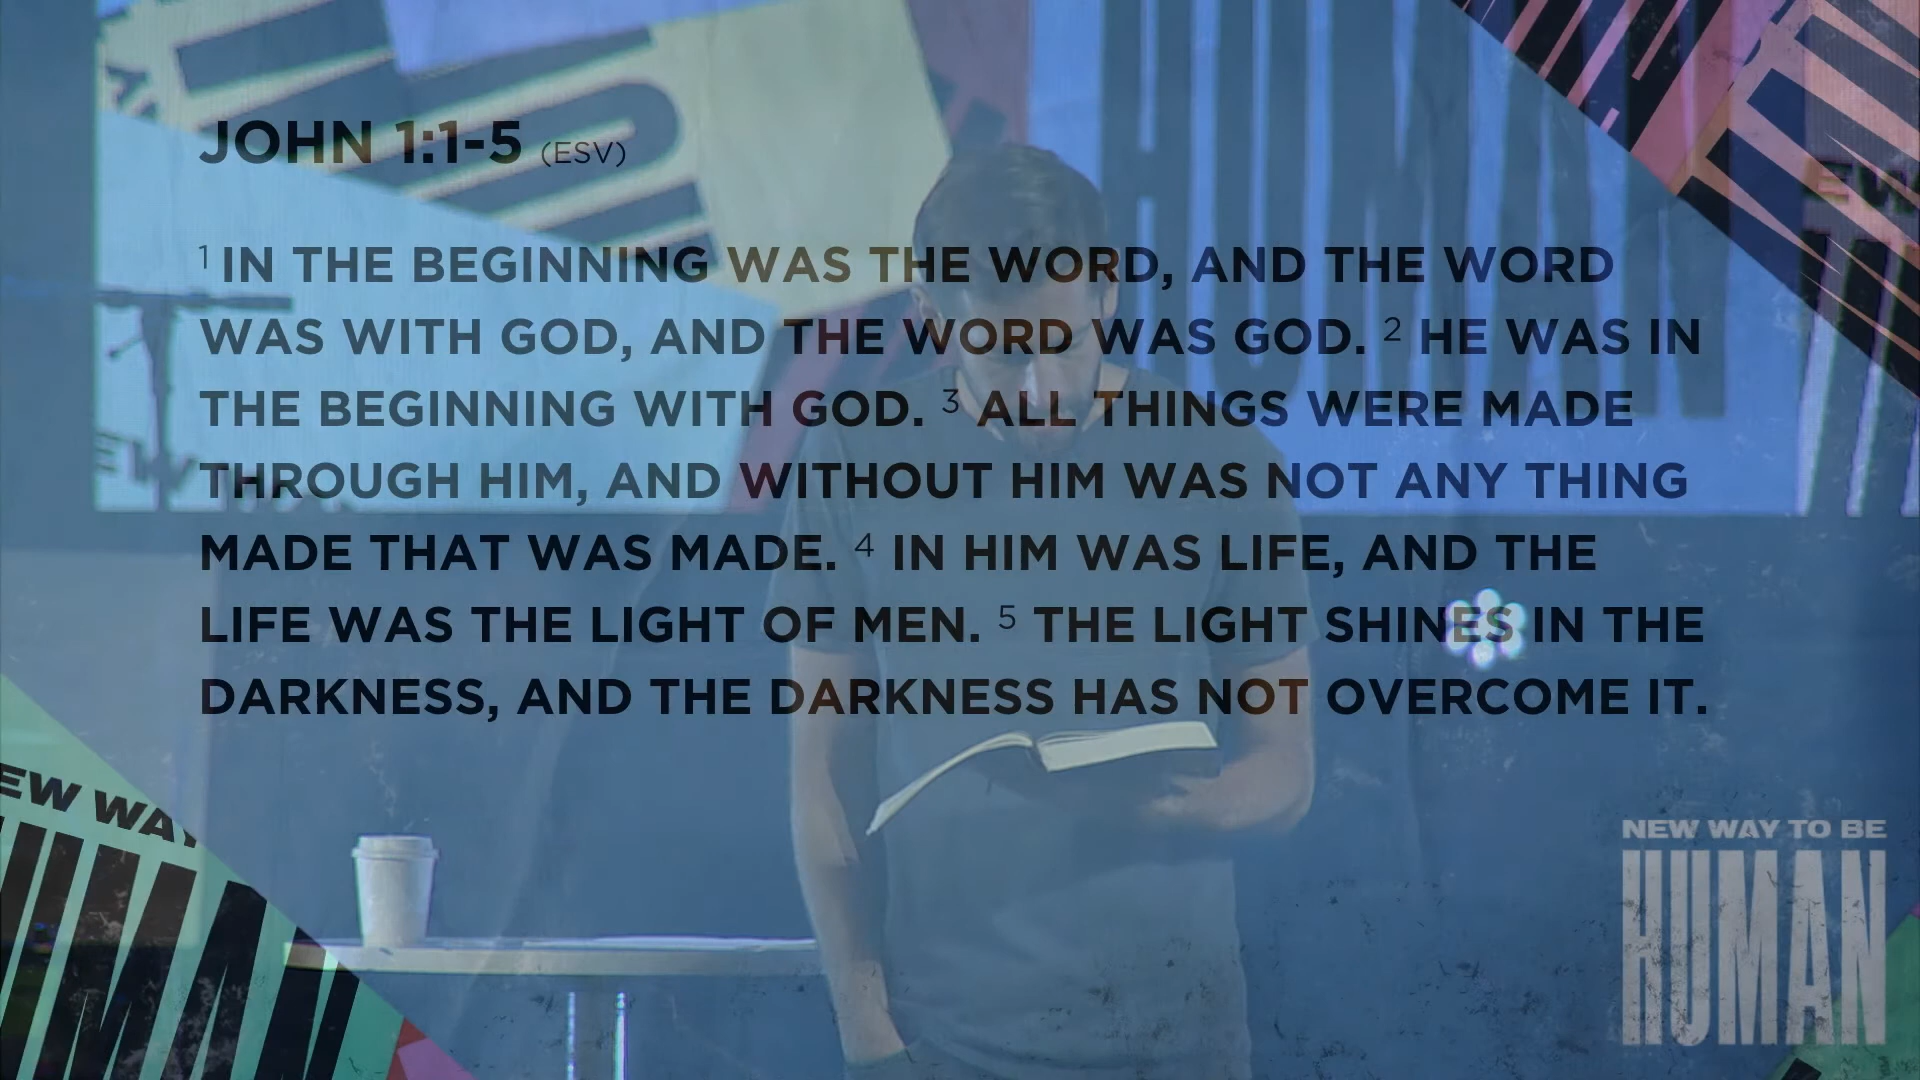 JOHN 1:1-5 (ESV)
1 IN THE BEGINNING WAS THE WORD, AND THE WORD
WAS WITH GOD, AND THE WORD WAS GOD. 2 HE WAS IN
THE BEGINNING WITH GOD. 3 ALL THINGS WERE MADE
THROUGH HIM, AND WITHOUT HIM WAS NOT ANY THING
MADE THAT WAS MADE. 4 IN HIM WAS LIFE, AND THE
LIFE WAS THE LIGHT OF MEN. 5 THE LIGHT SHINES IN THE
DARKNESS, AND THE DARKNESS HAS NOT OVERCOME IT.
HUMAN
EW WAY
UMAN
NEW WAY TO BE
HUMAN